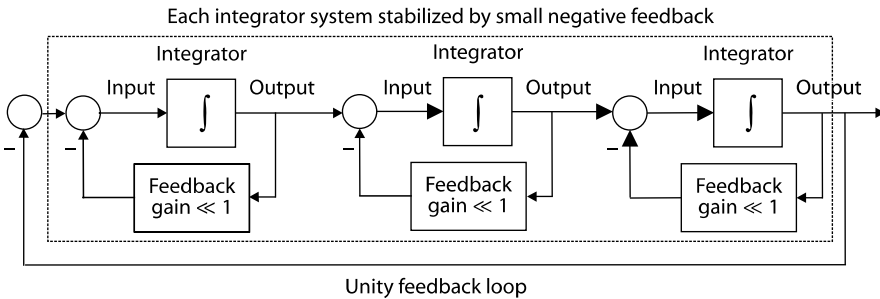 Each integrator system stabilized by small negative feedback
Integrator
Integrator
Integrator
Input
∫
Output
Input
∫
Output
Input
∫
Output
−
−
−
−
Feedback
gain ≪ 1
Feedback
gain ≪ 1
Feedback
gain ≪ 1
Unity feedback loop